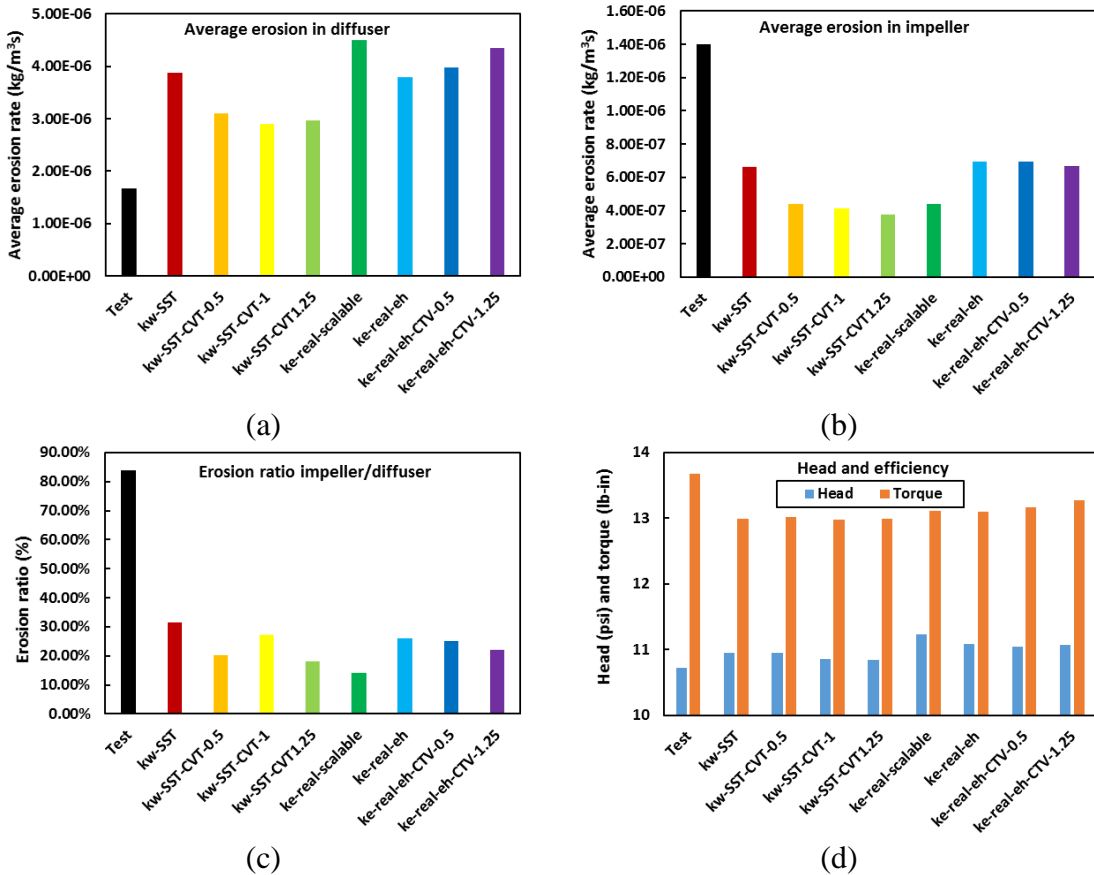 Average erosion in diffuser
Average erosion rate (kg/m³s)
5.00E-06
4.00E-06
3.00E-06
2.00E-06
1.00E-06
0.00E+00
Test
kw-SST
kw-SST-CVT-0.5
kw-SST-CVT-1
kw-SST-CVT1.25
ke-real-scalable
ke-real-eh
ke-real-eh-CTV-0.5
ke-real-eh-CTV-1.25
(a)
Average erosion in impeller
Average erosion rate (kg/m³s)
1.60E-06
1.40E-06
1.20E-06
1.00E-06
8.00E-07
6.00E-07
4.00E-07
2.00E-07
0.00E+00
Test
kw-SST
kw-SST-CVT-0.5
kw-SST-CVT-1
kw-SST-CVT1.25
ke-real-scalable
ke-real-eh
ke-real-eh-CTV-0.5
ke-real-eh-CTV-1.25
(b)
Erosion ratio impeller/diffuser
Erosion ratio (%)
90.00%
80.00%
70.00%
60.00%
50.00%
40.00%
30.00%
20.00%
10.00%
0.00%
Test
kw-SST
kw-SST-CVT-0.5
kw-SST-CVT-1
kw-SST-CVT1.25
ke-real-scalable
ke-real-eh
ke-real-eh-CTV-0.5
ke-real-eh-CTV-1.25
(c)
Head and efficiency
Head Torque
Head (psi) and torque (lb-in)
14
13
12
11
10
Test
kw-SST
kw-SST-CVT-0.5
kw-SST-CVT-1
kw-SST-CVT1.25
ke-real-scalable
ke-real-eh
ke-real-eh-CTV-0.5
ke-real-eh-CTV-1.25
(d)